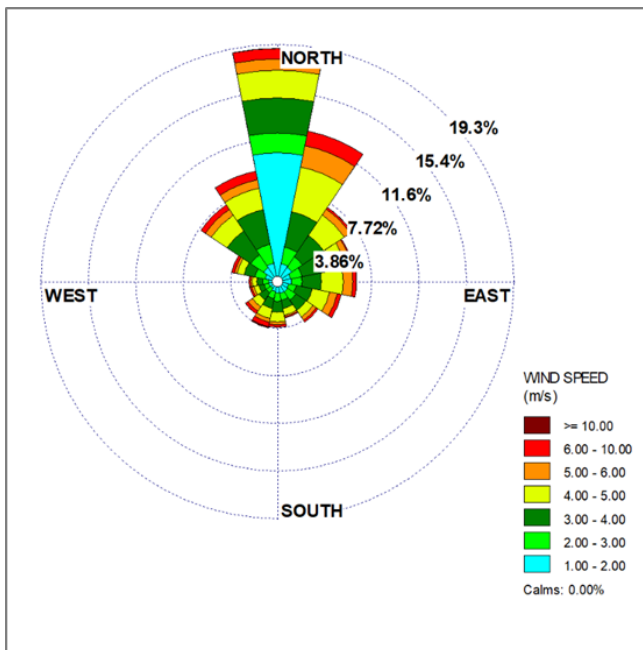 NORTH
19.3%
15.4%
11.6%
7.72%
3.86%
WEST
EAST
WIND SPEED
(m/s)
>= 10.00
6.00 - 10.00
5.00 - 6.00
4.00 - 5.00
3.00 - 4.00
2.00 - 3.00
1.00 - 2.00
Calms: 0.00%
SOUTH